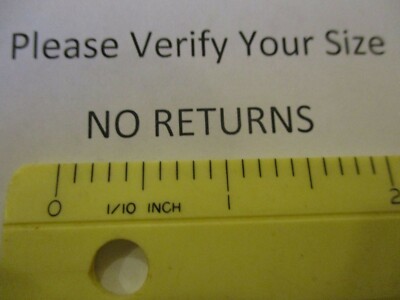 Please Verify Your Size
NO RETURNS
0 1/10 INCH 1 2